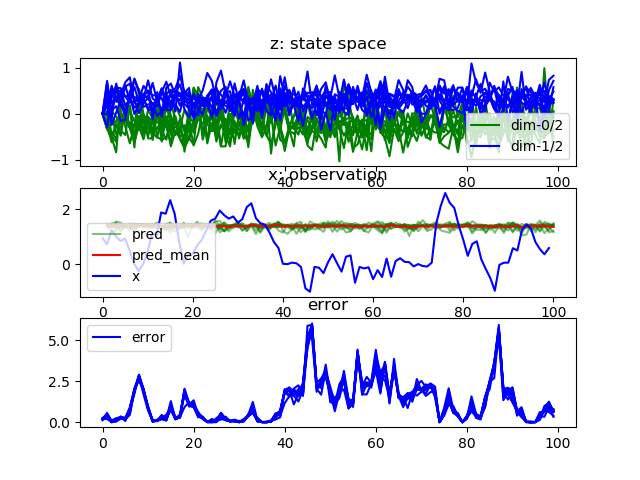 z: state space
1
0
−1
dim-0/2
dim-1/2
0 20 40 60 80 100
x: observation
2
0
pred
pred_mean
x
0 20 40 60 80 100
error
5.0
2.5
0.0
error
0 20 40 60 80 100